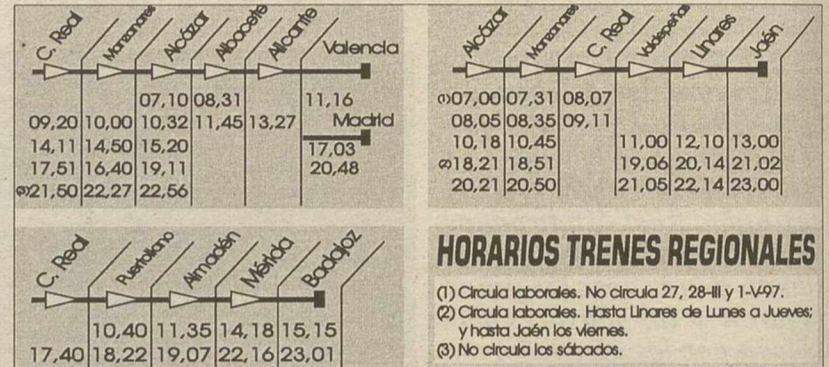 C. Real Manzanares Alcázar Albacete Alicante Valencia
07,10 08,31 11,16
09,20 10,00 10,32 11,45 13,27 Madrid
14,11 14,50 15,20 17,03
17,51 16,40 19,11 20,48
21,50 22,27 22,56
Alcázar Manzanares C. Real Valdepeñas Linares Jaén
07,00 07,31 08,07
08,05 08,35 09,11
10,18 10,45 11,00 12,10 13,00
18,21 18,51 19,06 20,14 21,02
20,21 20,50 21,05 22,14 23,00
C. Real Puertollano Almadén Mérida Badajoz
10,40 11,35 14,18 15,15
17,40 18,22 19,07 22,16 23,01
HORARIOS TRENES REGIONALES
(1) Circula laborales. No circula 27, 28-III y 1-V-97.
(2) Circula laborales. Hasta Linares de Lunes a Jueves;
y hasta Jaén los viernes.
(3) No circula los sábados.